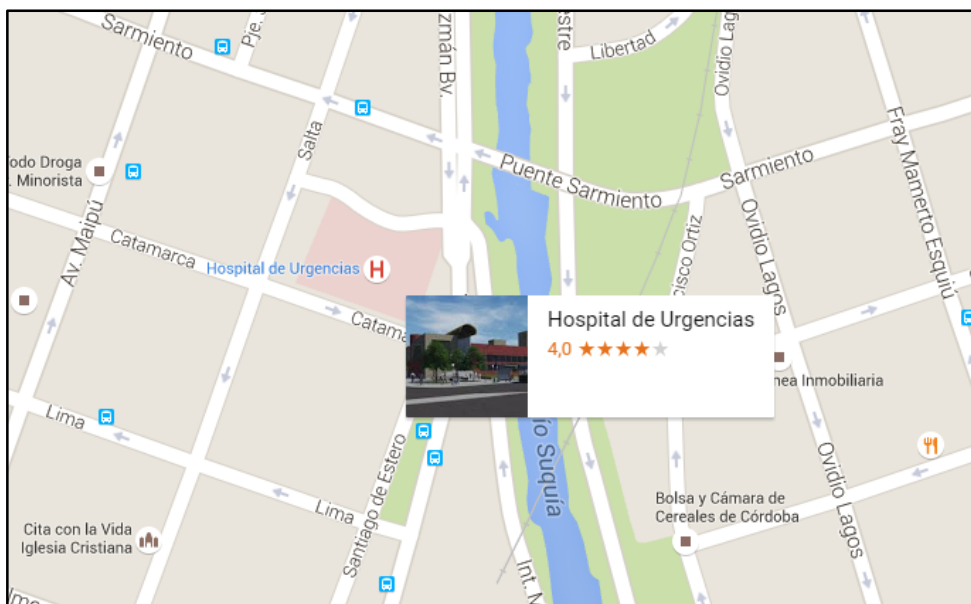 Sarmiento
Pje. S
zmán Bv.
estre
Libertad
Ovidio Lag
Fray Mamerto Esquiú
Salta
odo Droga
. Minorista
Av. Maipú
Puente Sarmiento
Sarmiento
Catamarca
Hospital de Urgencias
H
cisco Ortiz
Ovidio Lagos
Catama
Hospital de Urgencias
4,0
nea Inmobiliaria
Lima
Santiago de Estero
ío Suquía
Ovidio Lagos
Lima
Bolsa y Cámara de
Cereales de Córdoba
Cita con la Vida
Iglesia Cristiana
Int. M